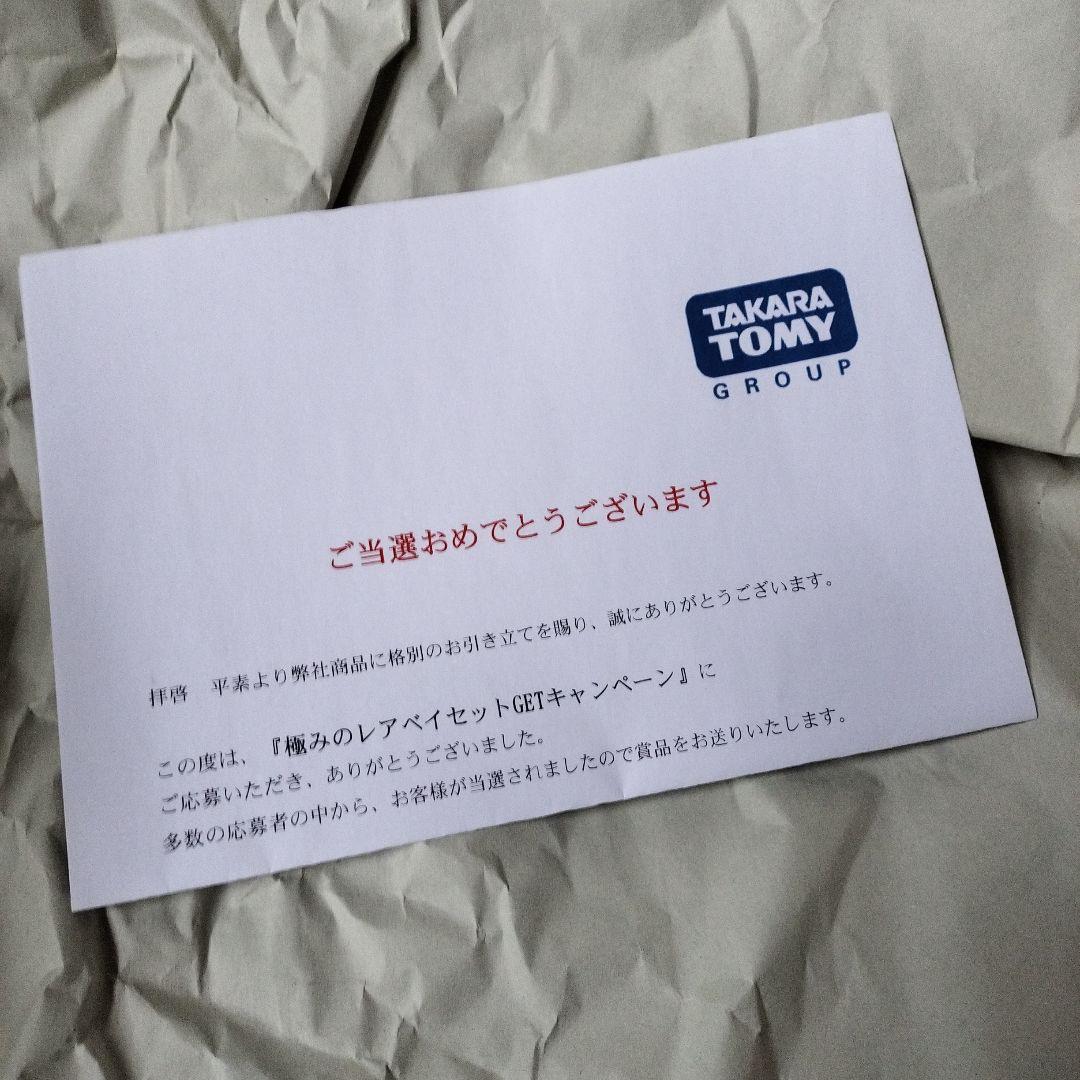 TAKARA
TOMY
GROUP
ご当選おめでとうございます
拝啓　平素より弊社商品に格別のお引き立てを賜り、誠にありがとうございます。
この度は、『極みのレアベイセットGETキャンペーン』に
ご応募いただき、ありがとうございました。
多数の応募者の中から、お客様が当選されましたので賞品をお送りいたします。